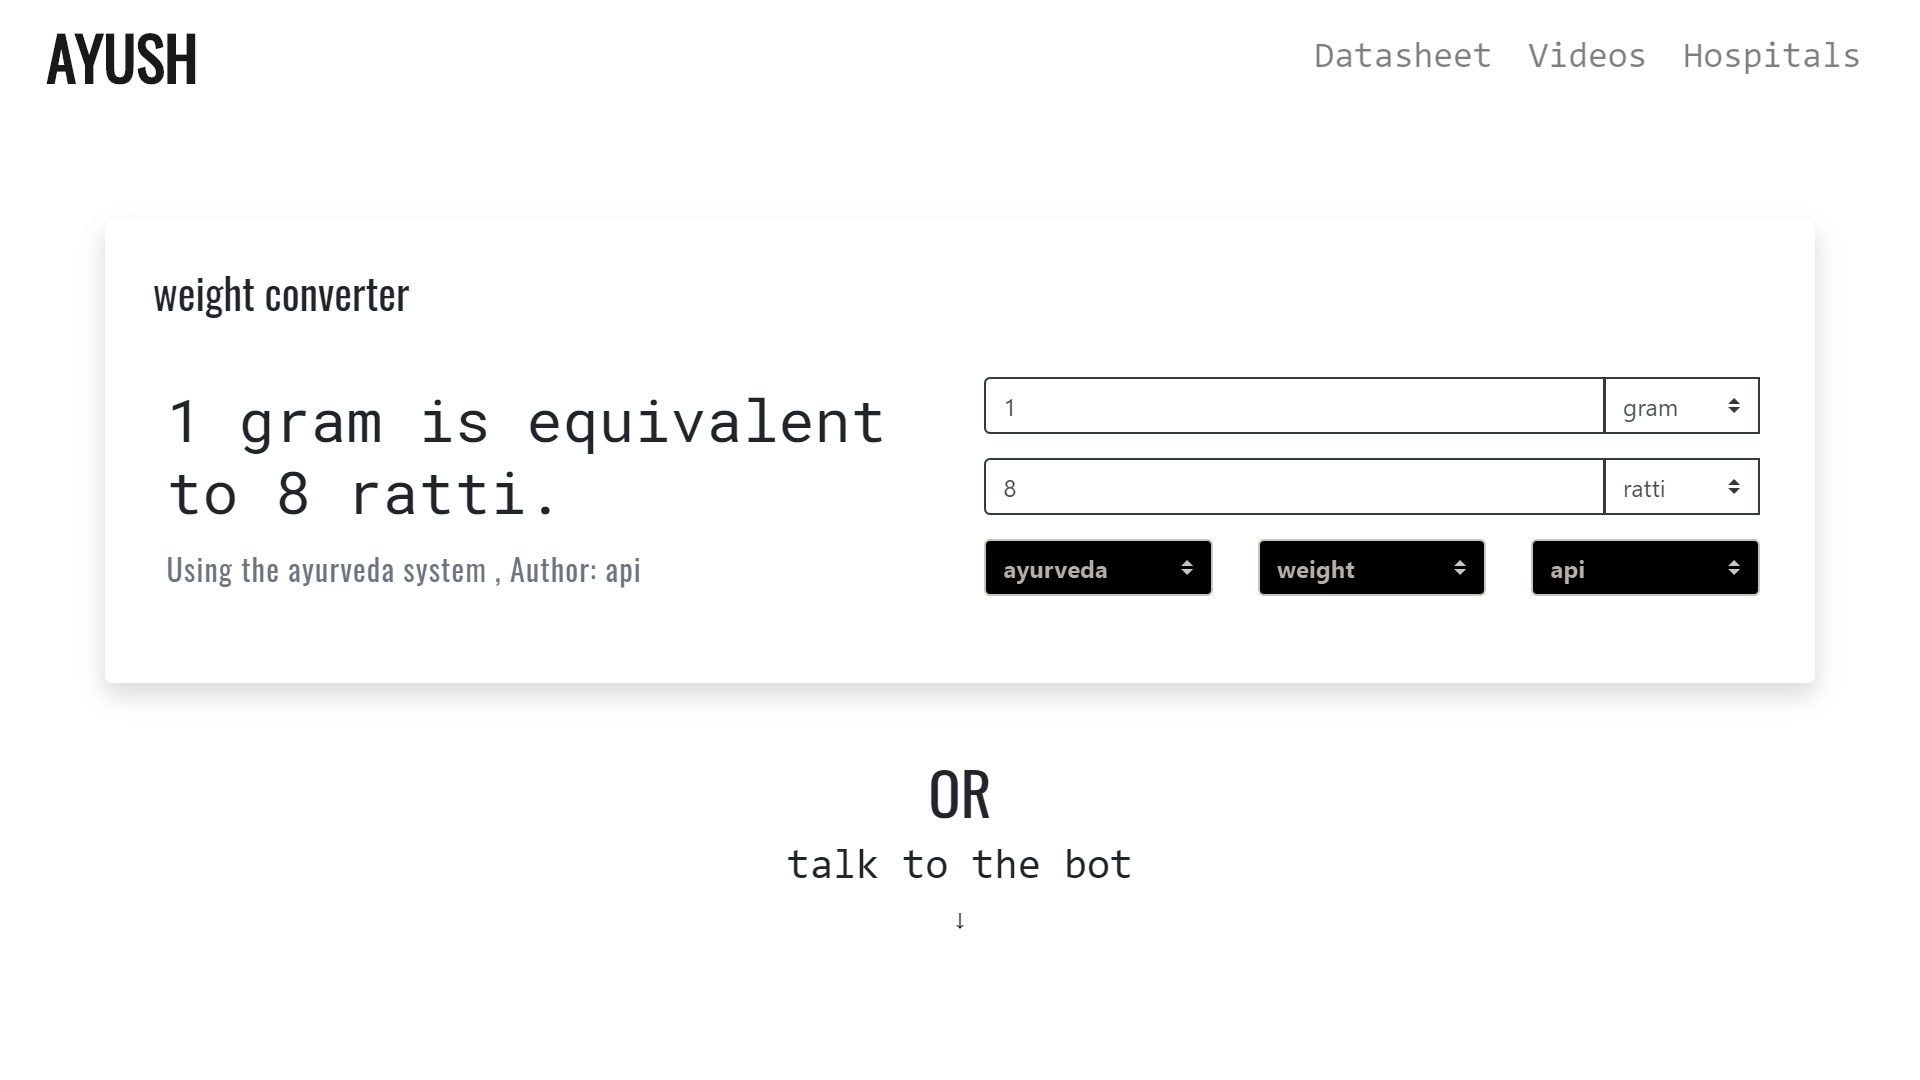 AYUSH
Datasheet Videos Hospitals
weight converter
1 gram is equivalent
to 8 ratti.
Using the ayurveda system , Author: api
1 gram
8 ratti
ayurveda weight api
OR
talk to the bot
↓